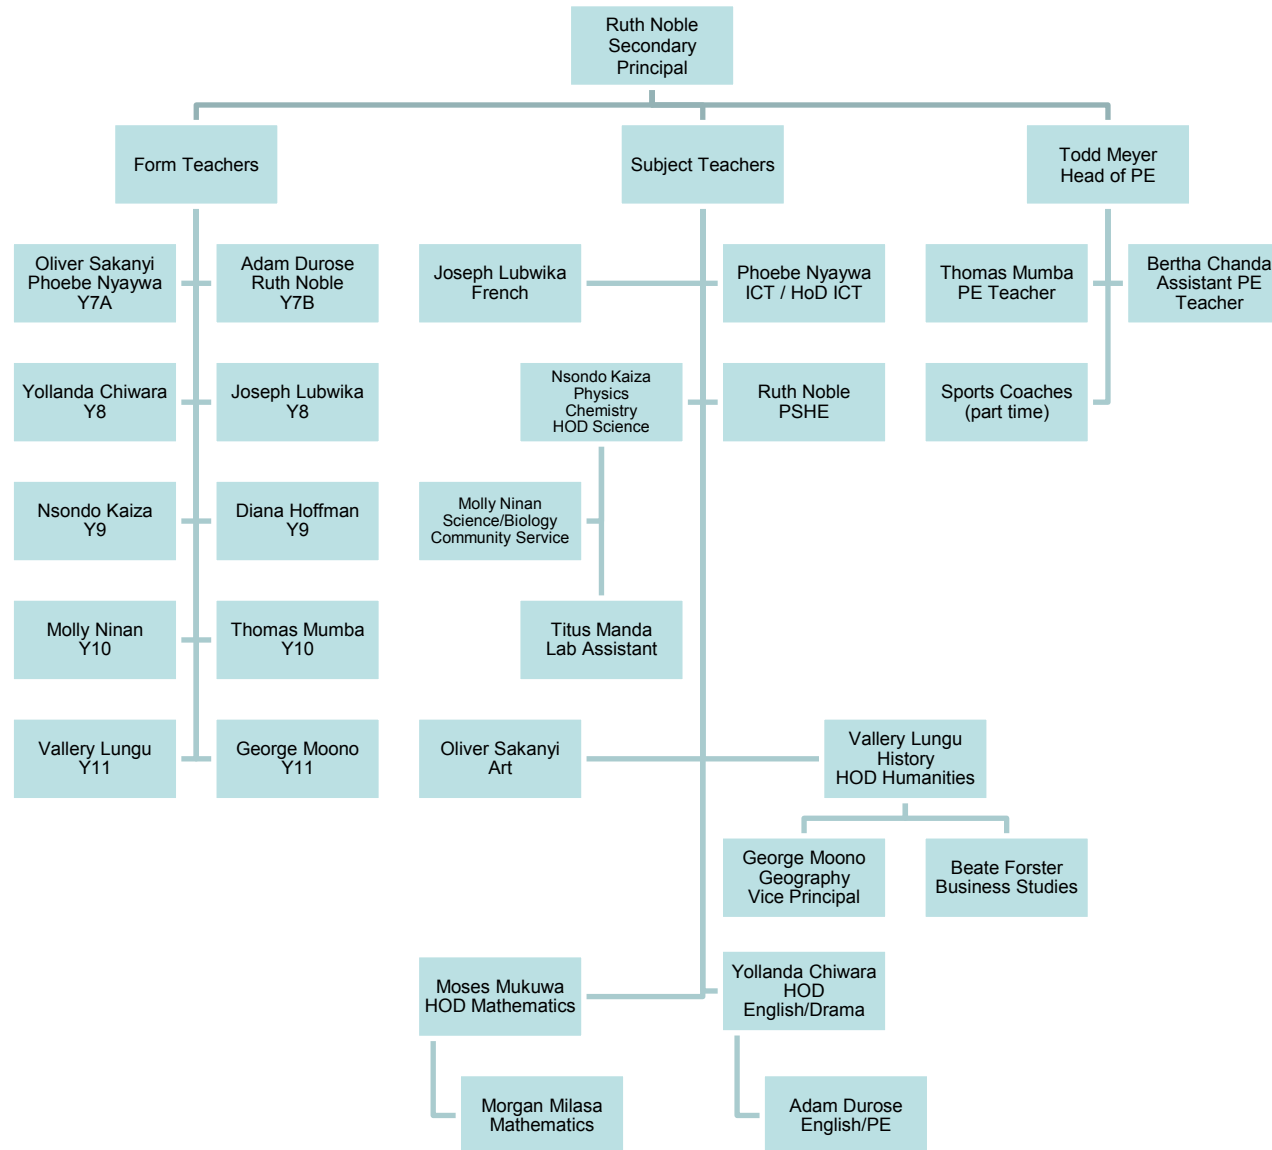 Ruth Noble
Secondary
Principal
Form Teachers
Subject Teachers
Todd Meyer
Head of PE
Oliver Sakanyi
Phoebe Nyaywa
Y7A
Adam Durose
Ruth Noble
Y7B
Joseph Lubwika
French
Phoebe Nyaywa
ICT / HoD ICT
Thomas Mumba
PE Teacher
Bertha Chanda
Assistant PE
Teacher
Yollanda Chiwara
Y8
Joseph Lubwika
Y8
Nsondo Kaiza
Physics
Chemistry
HOD Science
Ruth Noble
PSHE
Sports Coaches
(part time)
Nsondo Kaiza
Y9
Diana Hoffman
Y9
Molly Ninan
Science/Biology
Community Service
Molly Ninan
Y10
Thomas Mumba
Y10
Titus Manda
Lab Assistant
Vallery Lungu
Y11
George Moono
Y11
Oliver Sakanyi
Art
Vallery Lungu
History
HOD Humanities
George Moono
Geography
Vice Principal
Beate Forster
Business Studies
Moses Mukuwa
HOD Mathematics
Yollanda Chiwara
HOD
English/Drama
Morgan Milasa
Mathematics
Adam Durose
English/PE